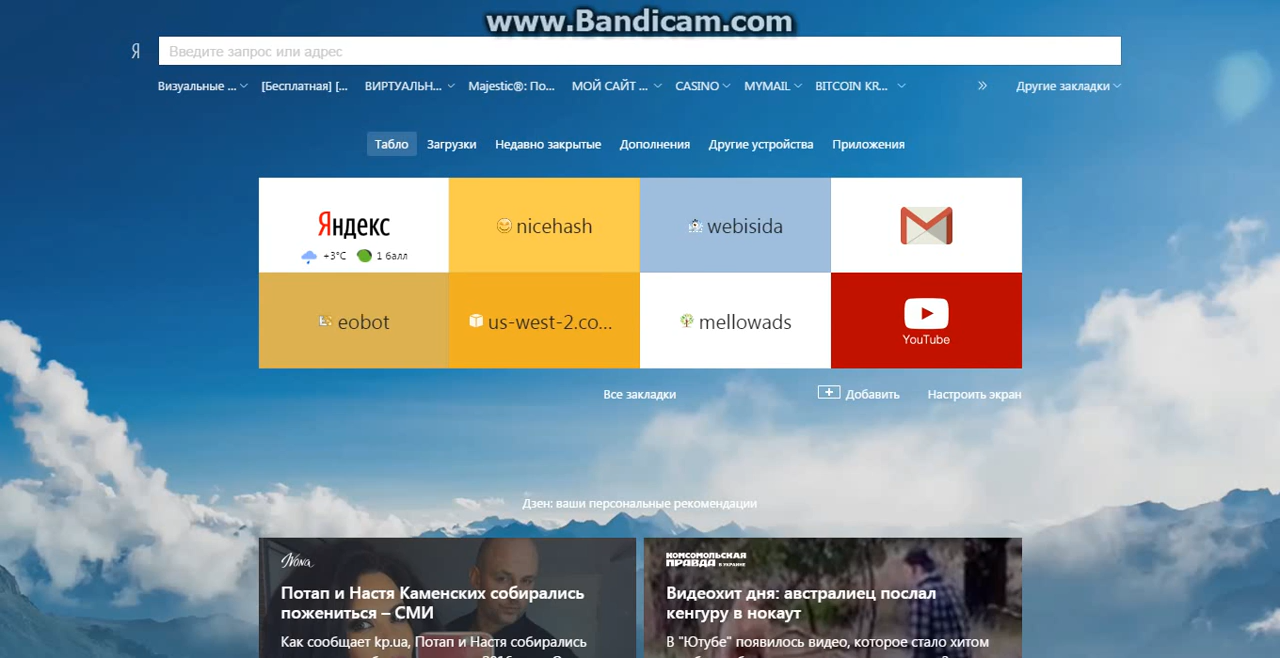 www.Bandicam.com
Я Введите запрос или адрес
Визуальные ... [Бесплатная] [... ВИРТУАЛЬН... Majestic®: По... МОЙ САЙТ ... CASINO MYMAIL BITCOIN KR... » Другие закладки
Табло Загрузки Недавно закрытые Дополнения Другие устройства Приложения
Яндекс nicehash webisida
+3°C 1 балл
eobot us-west-2.co... mellowads YouTube
Все закладки Добавить Настроить экран
Дзен: ваши персональные рекомендации
Потап и Настя Каменских собирались
пожениться – СМИ
Как сообщает kp.ua, Потап и Настя собирались
КОМСОМОЛЬСКАЯ
ПРАВДА В УКРАИНЕ
Видеохит дня: австралиец послал
кенгуру в нокаут
В "Ютубе" появилось видео, которое стало хитом